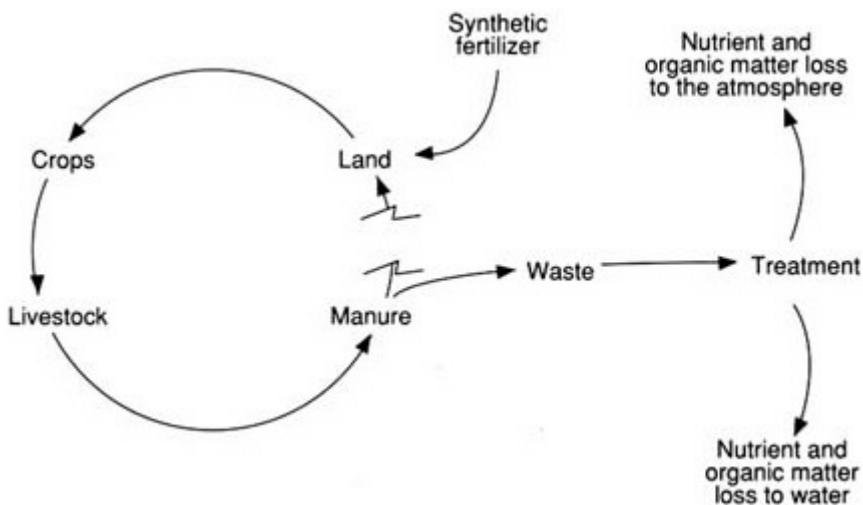 Synthetic
fertilizer
Nutrient and
organic matter loss
to the atmosphere
Crops
Land
Waste
Treatment
Livestock
Manure
Nutrient and
organic matter
loss to water